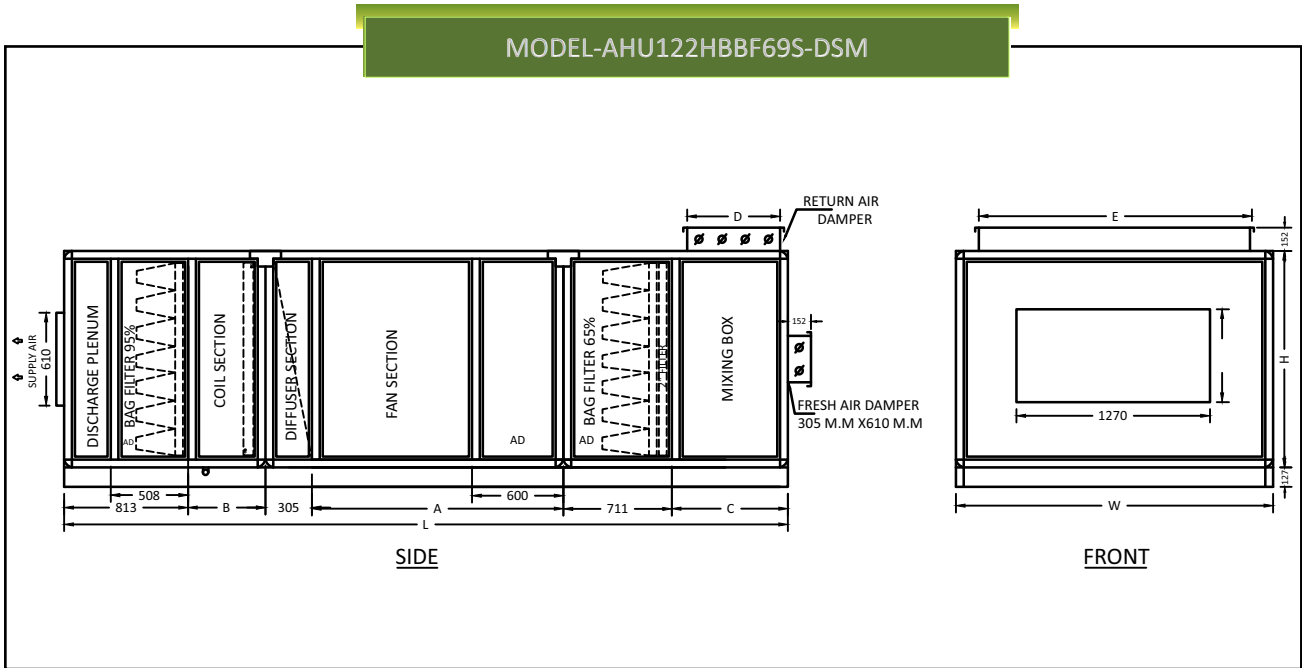 MODEL-AHU122HBBF69S-DSM
RETURN AIR
DAMPER
D
E
152
SUPPLY AIR
610
DISCHARGE PLENUM
BAG FILTER 95%
AD
COIL SECTION
DIFFUSER SECTION
FAN SECTION
AD
BAG FILTER 65%
AD
2" FILTER
MIXING BOX
152
FRESH AIR DAMPER
305 M.M X610 M.M
1270
H
127
508
600
813
B
305
A
711
C
W
L
SIDE
FRONT